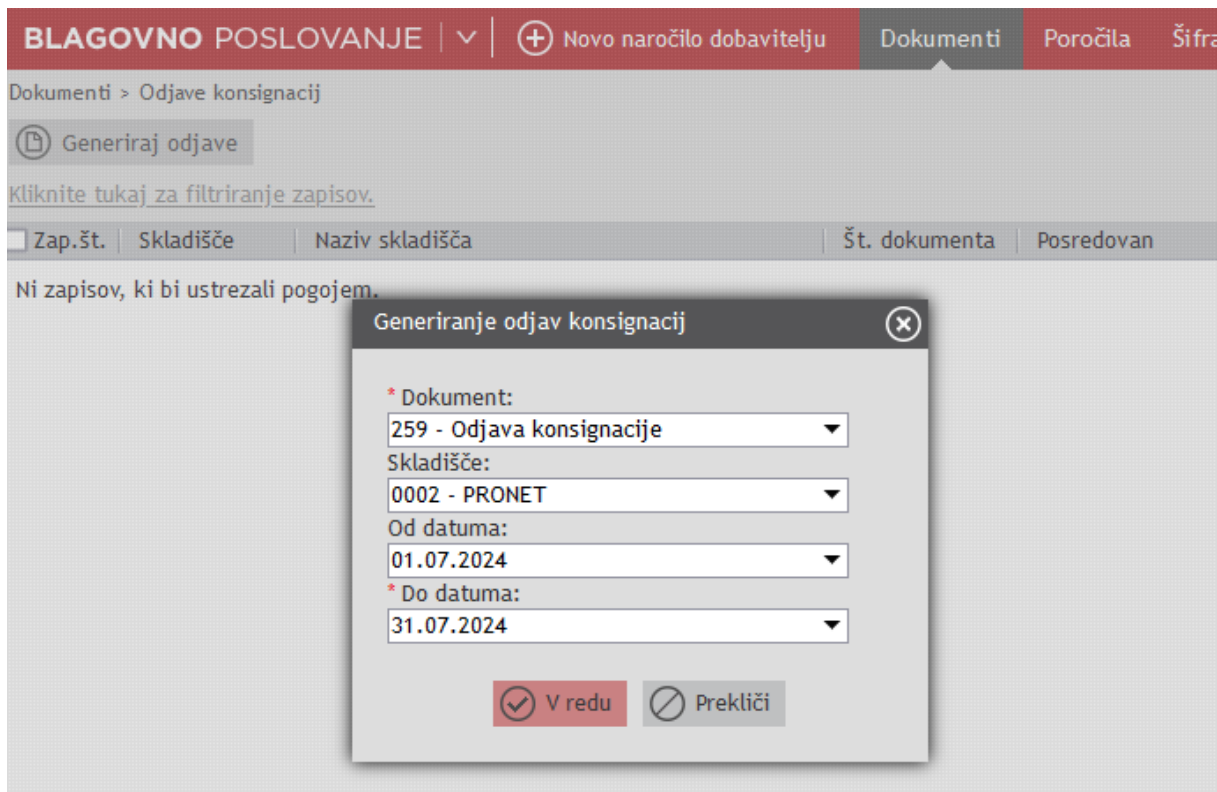 BLAGOVNO POSLOVANJE Novo naročilo dobavitelju Dokumenti Poročila Šifra
Dokumenti > Odjave konsignacij
Generiraj odjave
Kliknite tukaj za filtriranje zapisov.
Zap.št. Skladišče Naziv skladišča Št. dokumenta Posredovan
Ni zapisov, ki bi ustrezali pogojem.
Generiranje odjav konsignacij
* Dokument:
259 - Odjava konsignacije
Skladišče:
0002 - PRONET
Od datuma:
01.07.2024
* Do datuma:
31.07.2024
V redu Prekliči